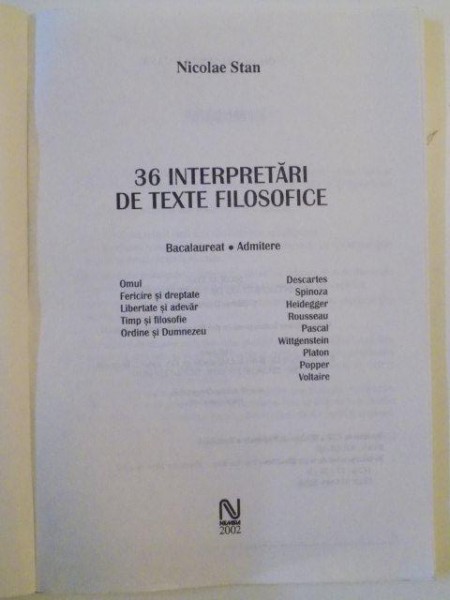 Nicolae Stan
36 INTERPRETĂRI
DE TEXTE FILOSOFICE
Bacalaureat • Admitere
Omul
Fericire și dreptate
Libertate și adevăr
Timp și filosofie
Ordine și Dumnezeu
Descartes
Spinoza
Heidegger
Rousseau
Pascal
Wittgenstein
Platon
Popper
Voltaire
N
NEMIRA
2002